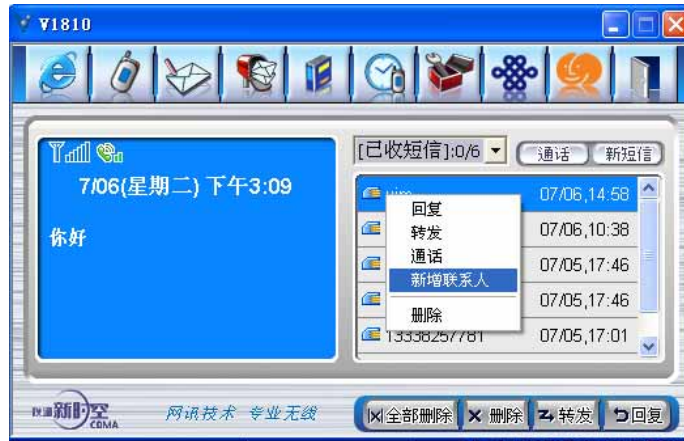 V1810
[已收短信]:0/6
通话
新短信
7/06(星期二) 下午3:09
你好
07/06,14:58
07/06,10:38
07/05,17:46
07/05,17:46
13338257781 07/05,17:01
回复
转发
通话
新增联系人
删除
联通新时空
CDMA
网讯技术 专业无线
全部删除
删除
转发
回复